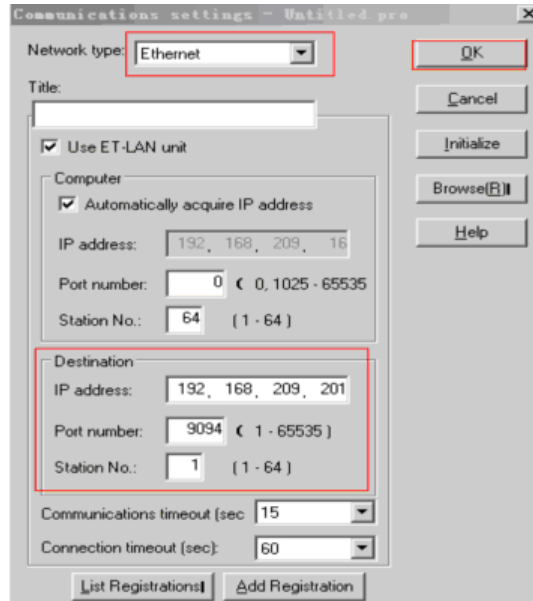 Communications settings - Untitled.pro
Network type: Ethernet
OK
Title:
Cancel
Use ET-LAN unit
Initialize
Computer
Automatically acquire IP address
Browse(R)
IP address: 192, 168, 209, 16
Help
Port number: 0 ( 0, 1025 - 65535
Station No.: 64 ( 1 - 64 )
Destination
IP address: 192, 168, 209, 201
Port number: 9094 ( 1 - 65535 )
Station No.: 1 ( 1 - 64 )
Communications timeout (sec 15
Connection timeout (sec): 60
List Registrations
Add Registration